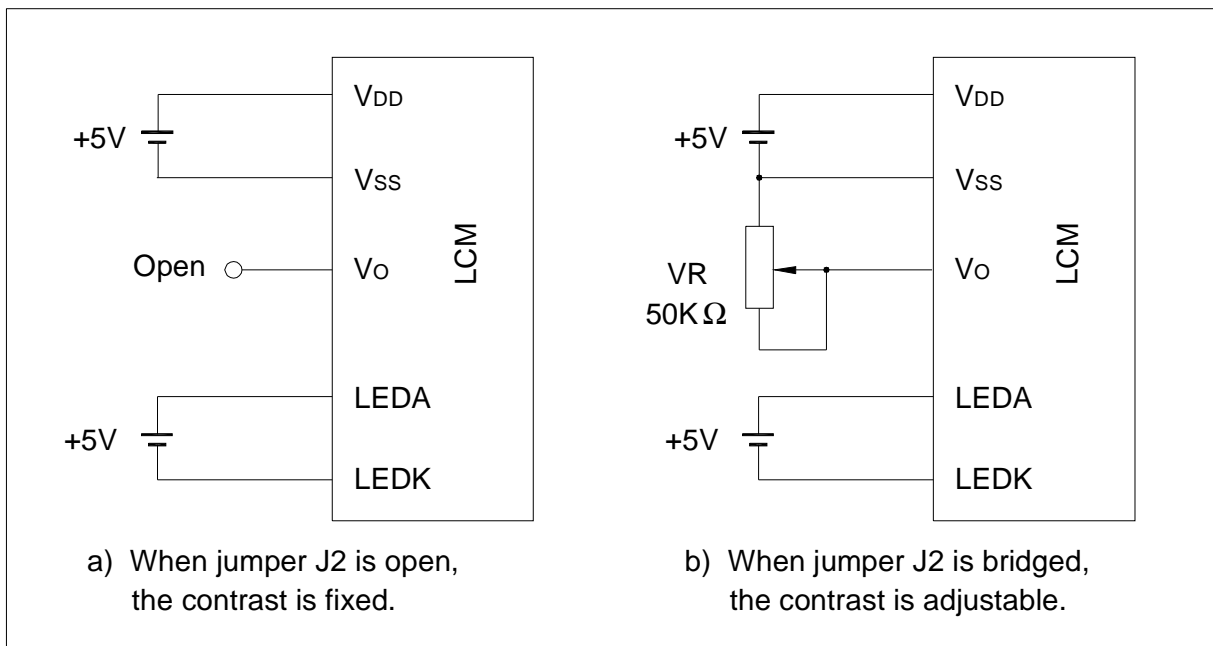 VDD
+5V
VSS
Open
VO
LCM
LEDA
+5V
LEDK
a) When jumper J2 is open,
the contrast is fixed.
VDD
+5V
VSS
VR
50KΩ
VO
LCM
LEDA
+5V
LEDK
b) When jumper J2 is bridged,
the contrast is adjustable.